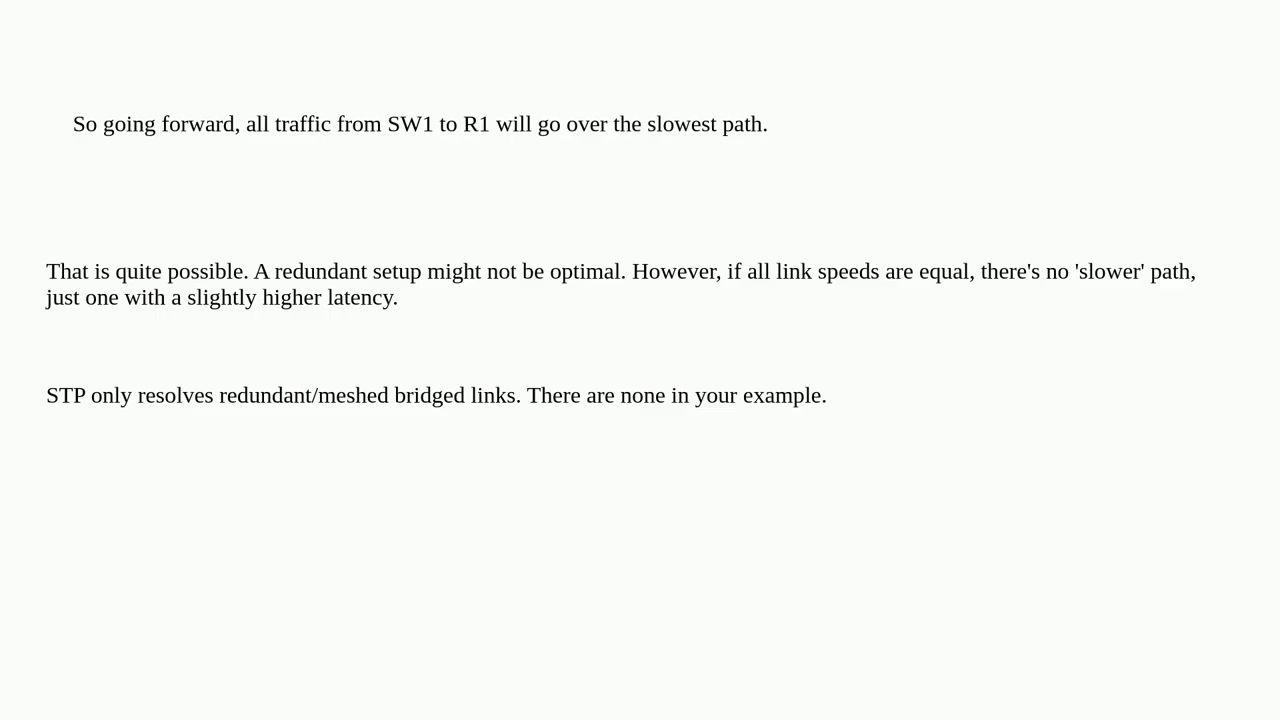 So going forward, all traffic from SW1 to R1 will go over the slowest path.
That is quite possible. A redundant setup might not be optimal. However, if all link speeds are equal, there's no 'slower' path,
just one with a slightly higher latency.
STP only resolves redundant/meshed bridged links. There are none in your example.